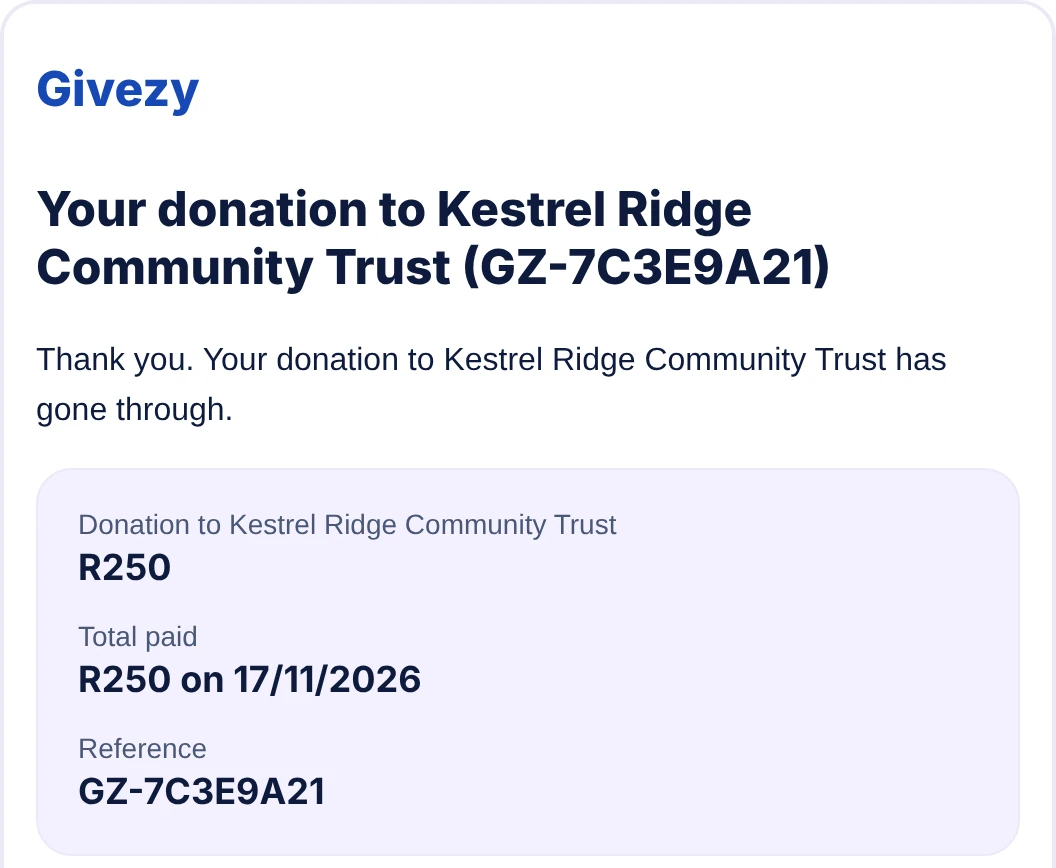 Givezy
Your donation to Kestrel Ridge
Community Trust (GZ-7C3E9A21)
Thank you. Your donation to Kestrel Ridge Community Trust has
gone through.
Donation to Kestrel Ridge Community Trust
R250
Total paid
R250 on 17/11/2026
Reference
GZ-7C3E9A21